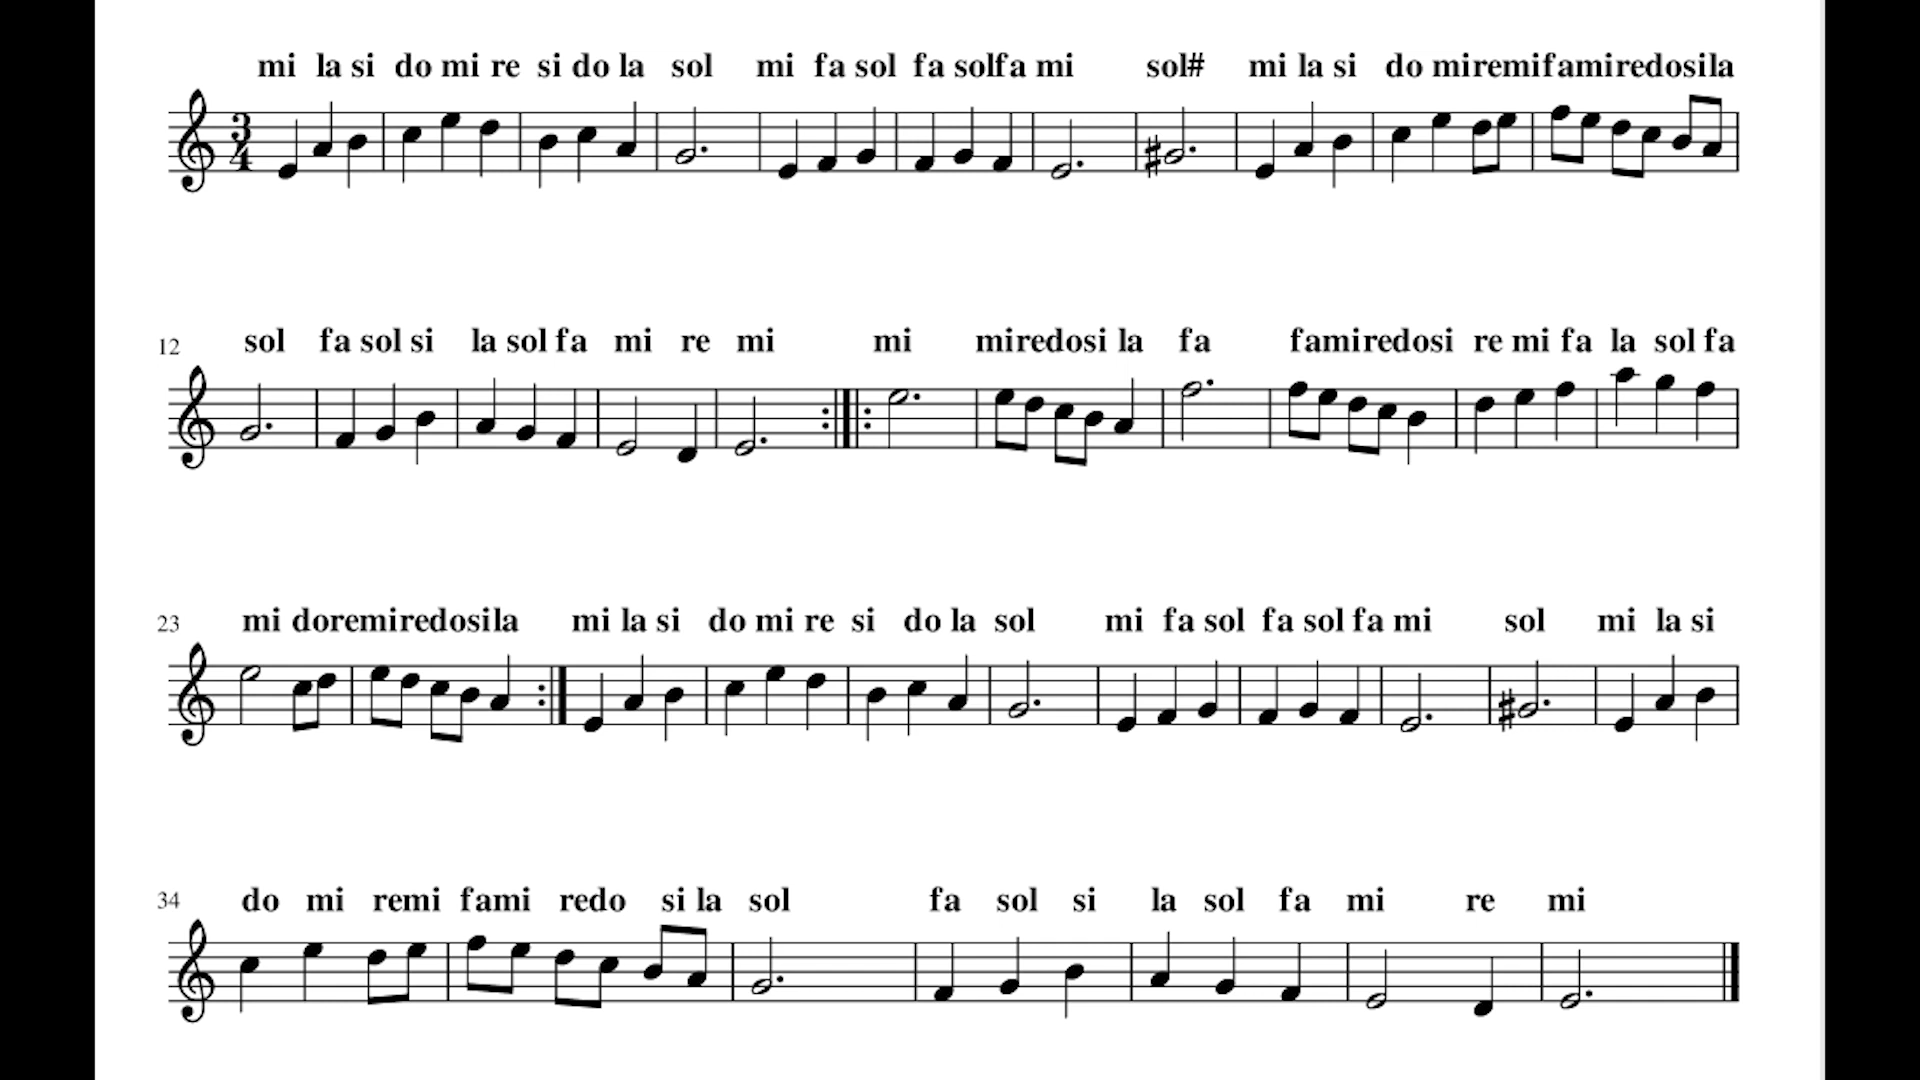 mi la si do mi re si do la sol mi fa sol fa solfa mi sol# mi la si do miremifamiredosila
3
4
12 sol fa sol si la sol fa mi re mi mi miredosi la fa famiredosi re mi fa la sol fa
23 mi doremiredosila mi la si do mi re si do la sol mi fa sol fa sol fa mi sol mi la si
34 do mi remi fami redo si la sol fa sol si la sol fa mi re mi